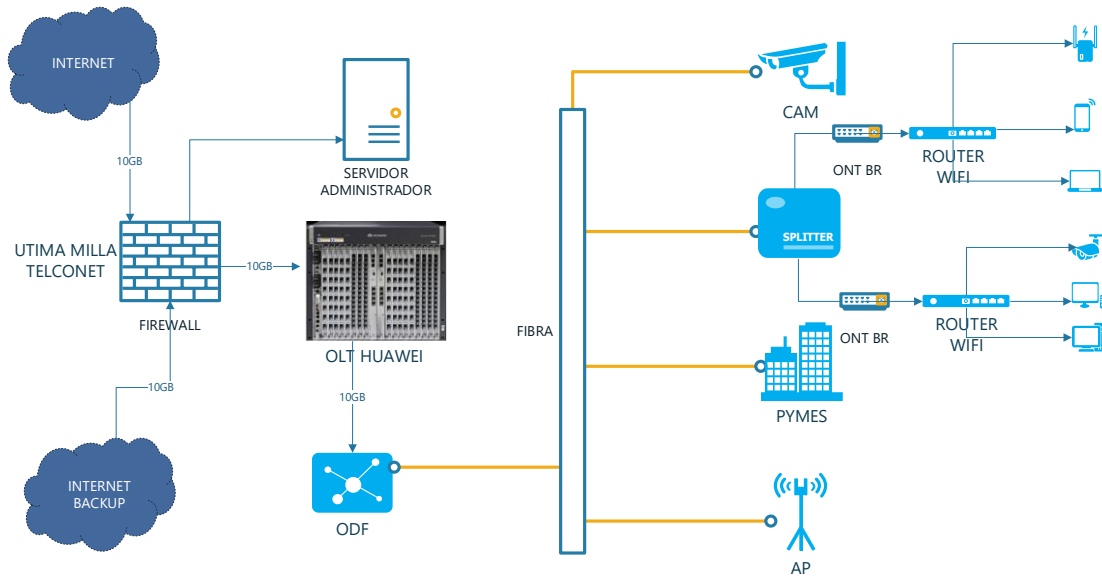 INTERNET
10GB
SERVIDOR
ADMINISTRADOR
UTIMA MILLA
TELCONET
10GB
FIREWALL
OLT HUAWEI
10GB
10GB
INTERNET
BACKUP
ODF
FIBRA
CAM
ONT BR
ROUTER
WIFI
SPLITTER
ONT BR
ROUTER
WIFI
PYMES
AP